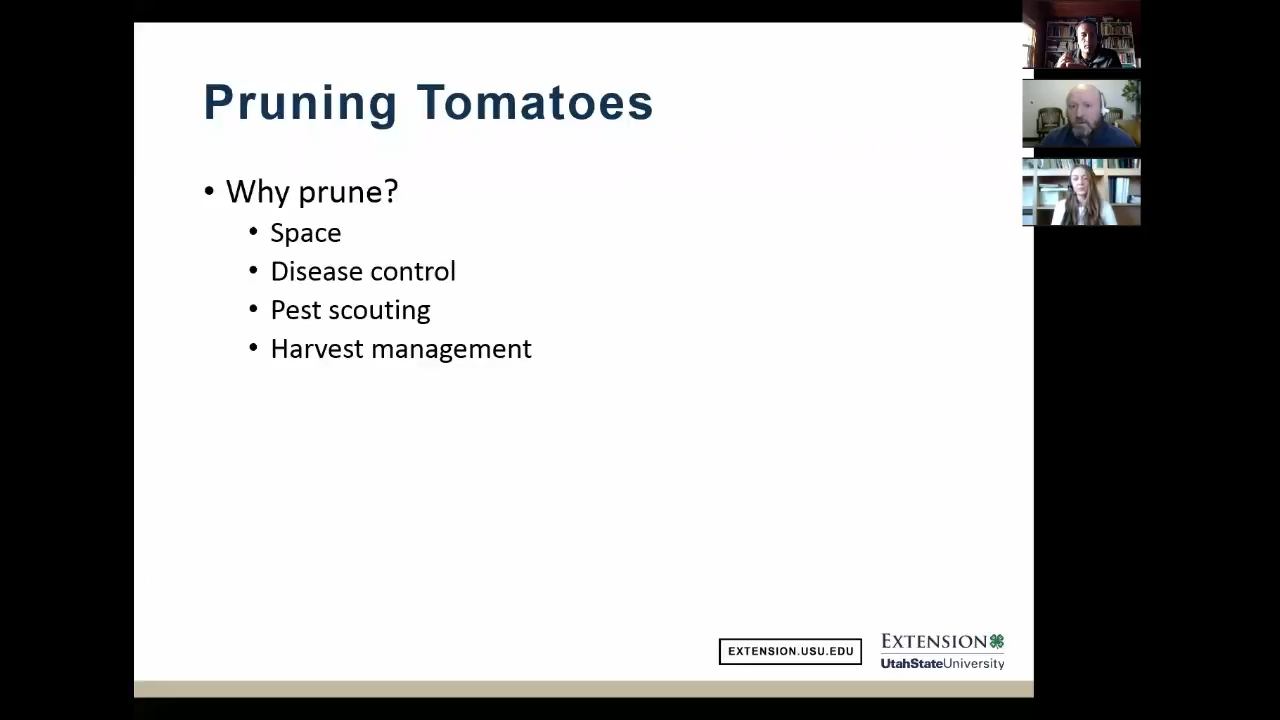 Pruning Tomatoes
• Why prune?
• Space
• Disease control
• Pest scouting
• Harvest management
EXTENSION.USU.EDU
EXTENSION
UtahStateUniversity